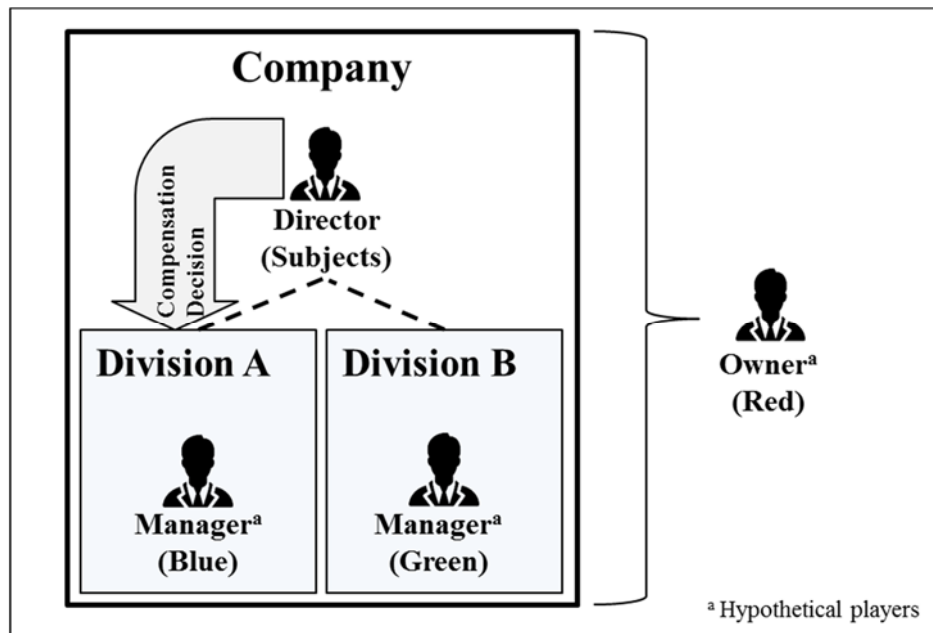 Company
Compensation
Decision
Director
(Subjects)
Division A
Manager^a
(Blue)
Division B
Manager^a
(Green)
Owner^a
(Red)
^a Hypothetical players